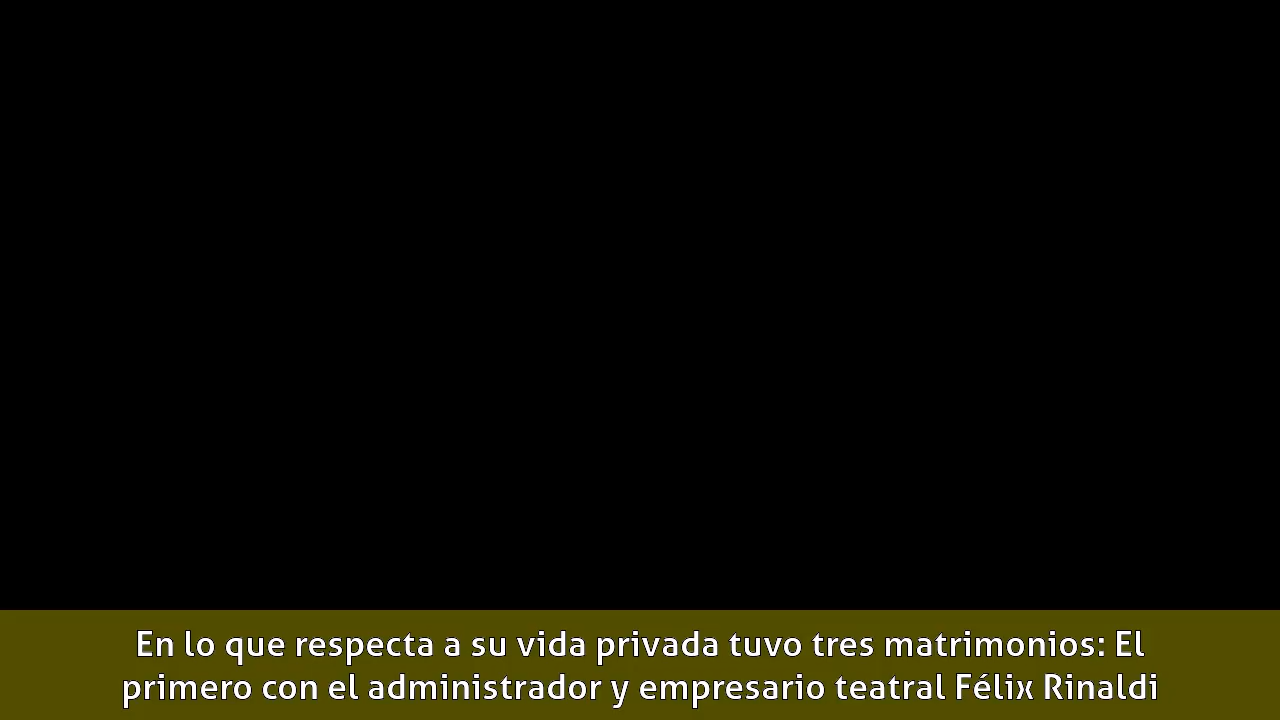 En lo que respecta a su vida privada tuvo tres matrimonios: El
primero con el administrador y empresario teatral Félix Rinaldi